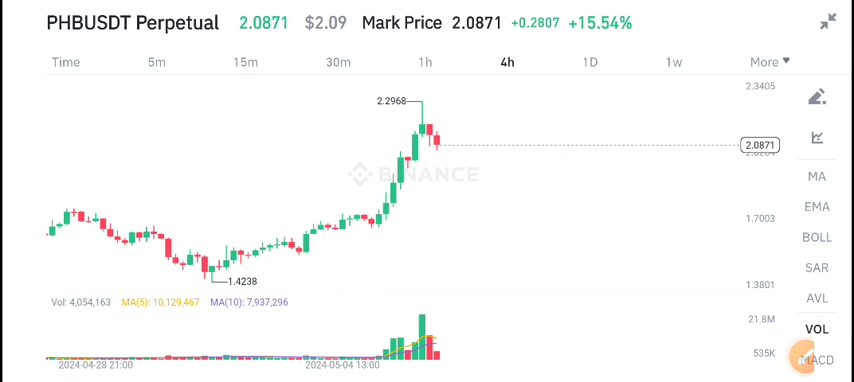 PHBUSDT Perpetual 2.0871 $2.09 Mark Price 2.0871 +0.2807 +15.54%
Time 5m 15m 30m 1h 4h 1D 1w More
2.3405
2.2968
2.0871
BINANCE
MA
EMA
1.7003
BOLL
SAR
1.4238
1.3801
AVL
Vol: 4,054,163 MA(5): 10,129,467 MA(10): 7,937,296
21.8M
VOL
535K
MACD
2024-04-28 21:00 2024-05-04 13:00